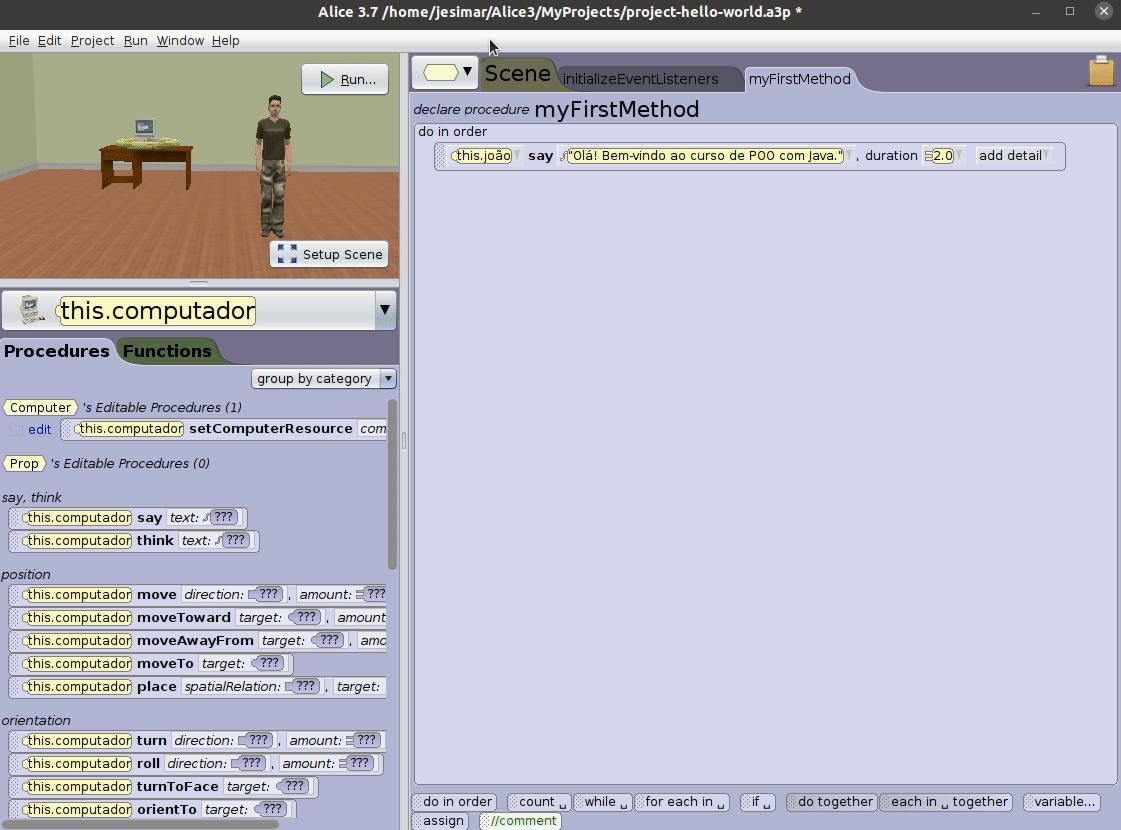 Alice 3.7 /home/jesimar/Alice3/MyProjects/project-hello-world.a3p *
File Edit Project Run Window Help
Run...
Setup Scene
this.computador
Procedures Functions
group by category
Computer 's Editable Procedures (1)
edit this.computador setComputerResource com
Prop 's Editable Procedures (0)
say, think
this.computador say text: ???
this.computador think text: ???
position
this.computador move direction: ??? , amount: ???
this.computador moveToward target: ??? , amount
this.computador moveAwayFrom target: ??? , amo
this.computador moveTo target: ???
this.computador place spatialRelation: ??? , target:
orientation
this.computador turn direction: ??? , amount: ???
this.computador roll direction: ??? , amount: ???
this.computador turnToFace target: ???
this.computador orientTo target: ???
Scene initializeEventListeners myFirstMethod
declare procedure myFirstMethod
do in order
this.joão say "Olá! Bem-vindo ao curso de POO com Java." , duration 2.0 add detail
do in order count ␣ while ␣ for each in ␣ if ␣ do together each in ␣ together variable...
assign //comment